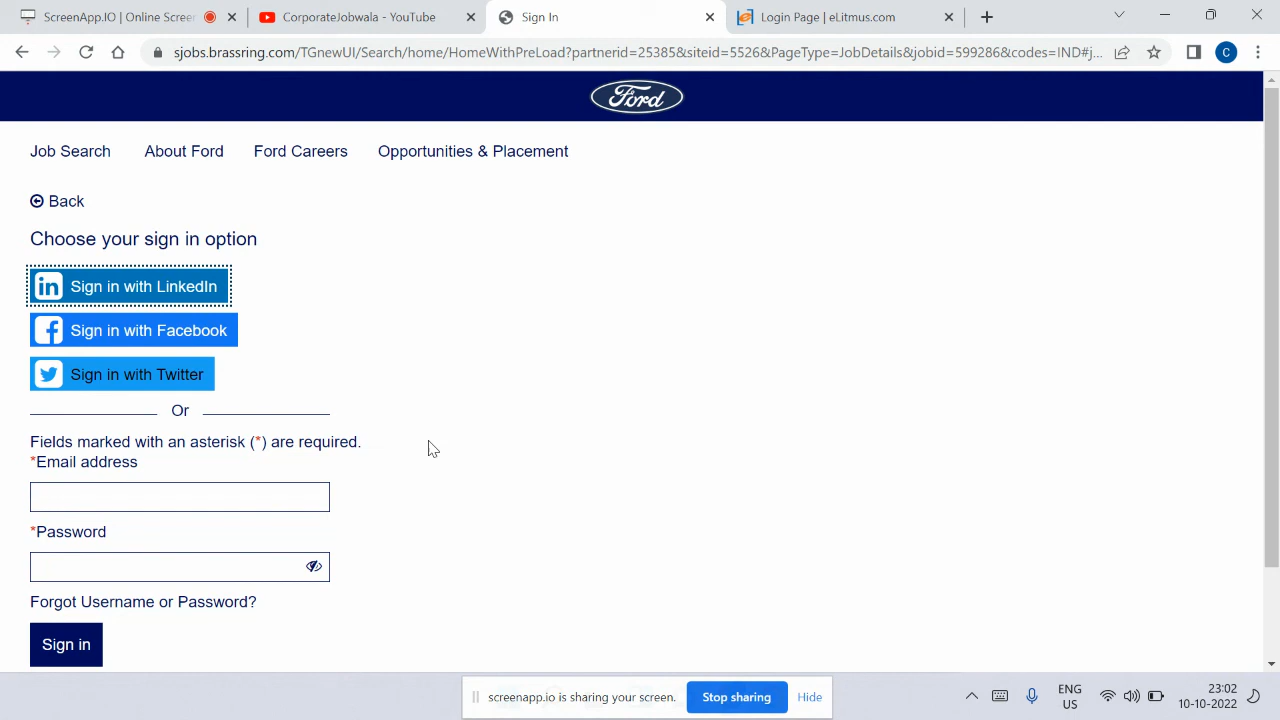 ScreenApp.IO | Online Screen
CorporateJobwala - YouTube
Sign In
Login Page | eLitmus.com
sjobs.brassring.com/TGnewUI/Search/home/HomeWithPreLoad?partnerid=25385&siteid=5526&PageType=JobDetails&jobid=599286&codes=IND#j...
C
Ford
Job Search
About Ford
Ford Careers
Opportunities & Placement
Back
Choose your sign in option
Sign in with LinkedIn
Sign in with Facebook
Sign in with Twitter
Or
Fields marked with an asterisk (*) are required.
*Email address
*Password
Forgot Username or Password?
Sign in
screenapp.io is sharing your screen.
Stop sharing
Hide
ENG
US
23:02
10-10-2022